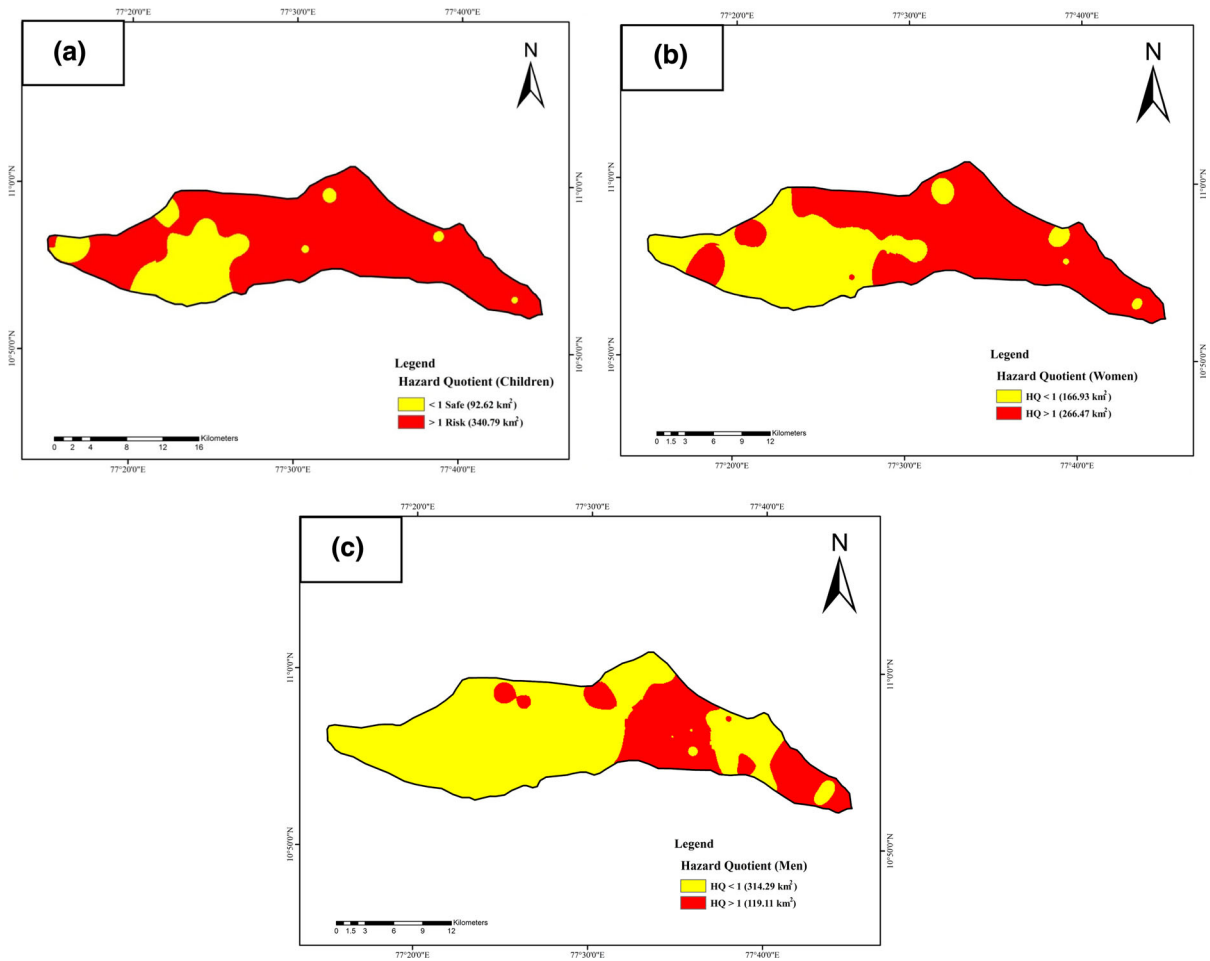 (a)
77°20'0"E 77°30'0"E 77°40'0"E
N
11°0'0"N 11°0'0"N
10°50'0"N 10°50'0"N
Legend
Hazard Quotient (Children)
< 1 Safe (92.62 km²)
> 1 Risk (340.79 km²)
Kilometers
0 2 4 8 12 16
77°20'0"E 77°30'0"E 77°40'0"E
(b)
77°20'0"E 77°30'0"E 77°40'0"E
N
11°0'0"N 11°0'0"N
10°50'0"N 10°50'0"N
Legend
Hazard Quotient (Women)
HQ < 1 (166.93 km²)
HQ > 1 (266.47 km²)
Kilometers
0 1.5 3 6 9 12
77°20'0"E 77°30'0"E 77°40'0"E
(c)
77°20'0"E 77°30'0"E 77°40'0"E
N
11°0'0"N 11°0'0"N
10°50'0"N 10°50'0"N
Legend
Hazard Quotient (Men)
HQ < 1 (314.29 km²)
HQ > 1 (119.11 km²)
Kilometers
0 1.5 3 6 9 12
77°20'0"E 77°30'0"E 77°40'0"E